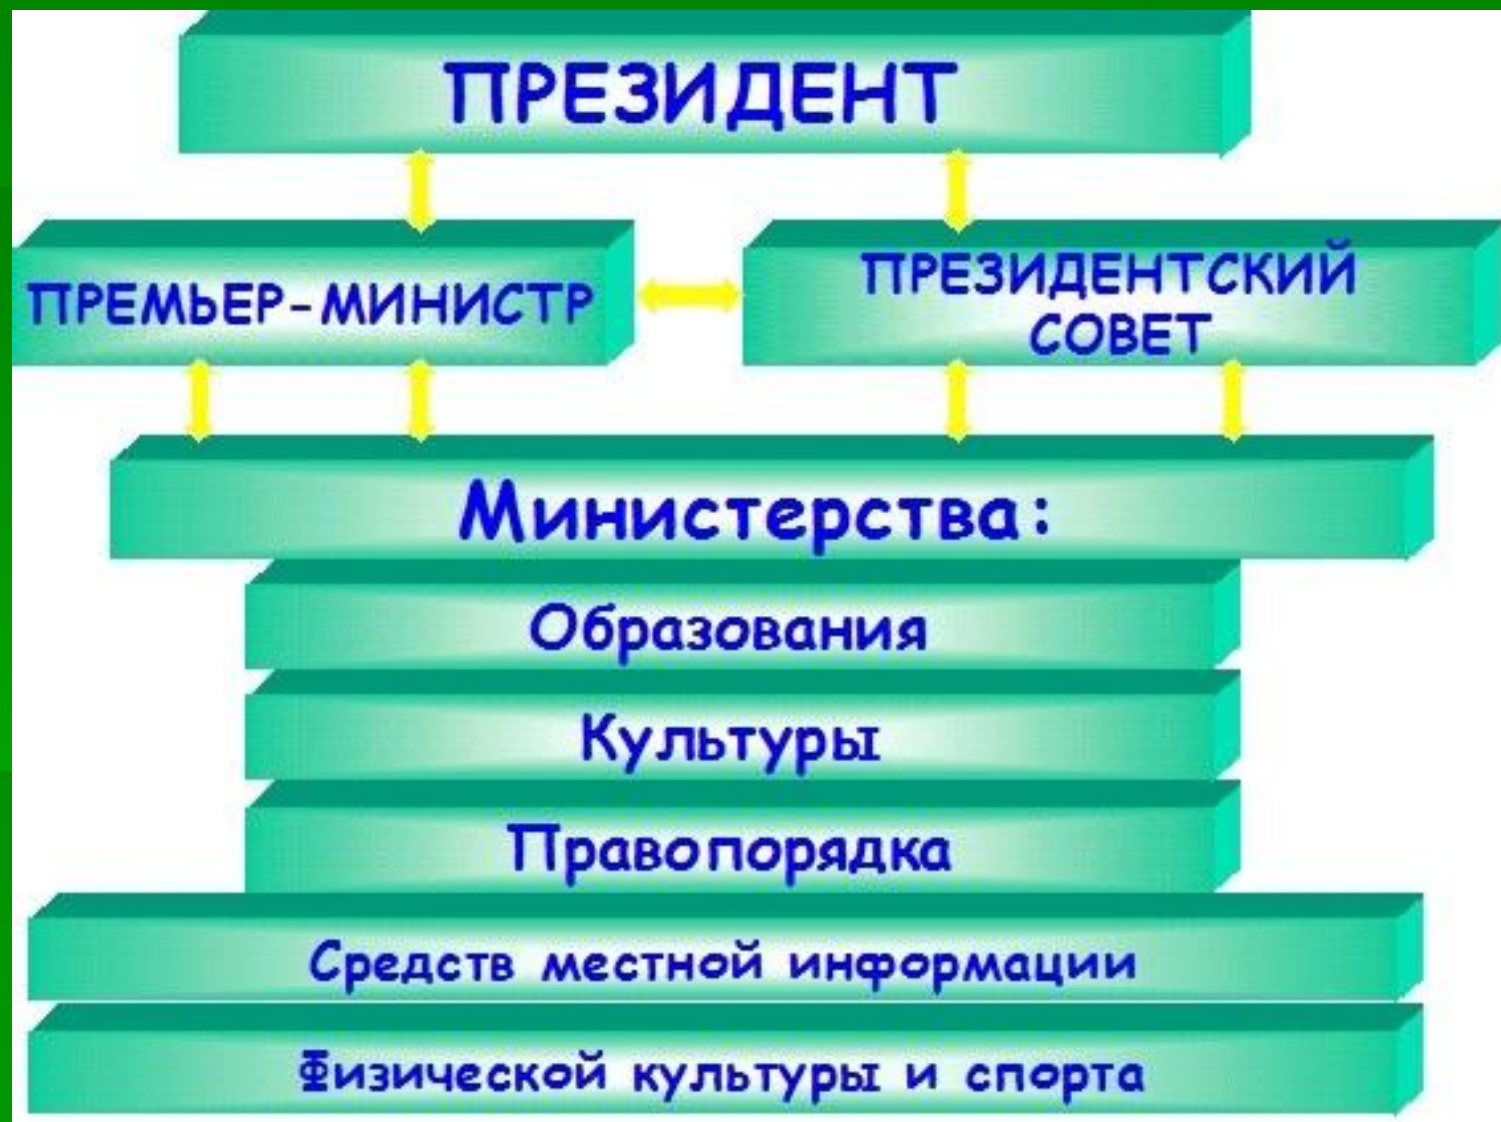 ПРЕЗИДЕНТ
ПРЕМЬЕР-МИНИСТР
ПРЕЗИДЕНТСКИЙ
СОВЕТ
Министерства:
Образования
Культуры
Правопорядка
Средств местной информации
Физической культуры и спорта